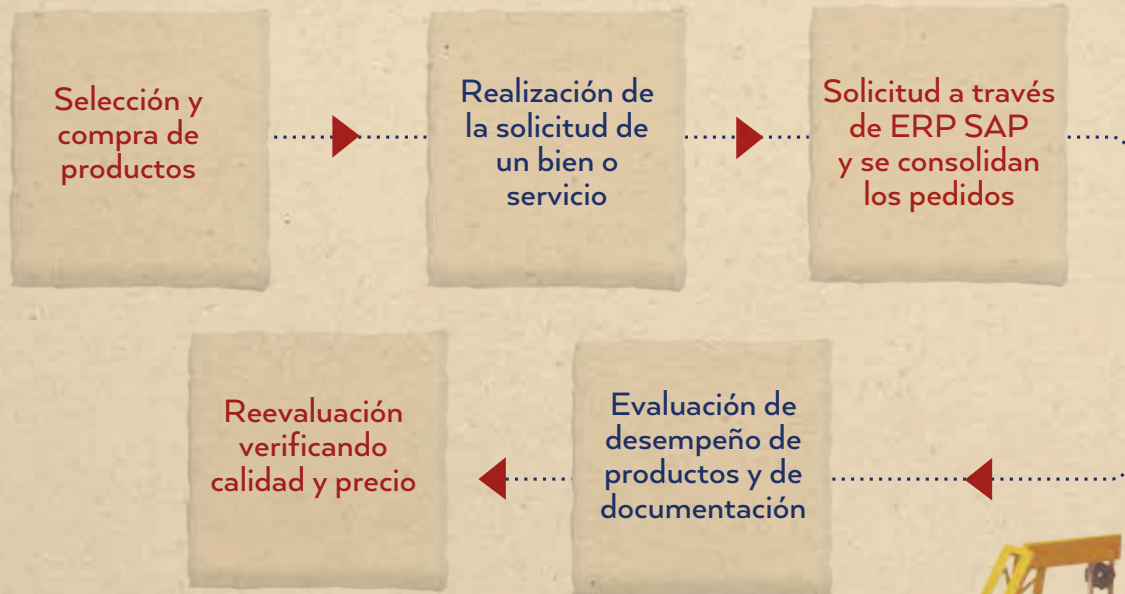 Selección y
compra de
productos
Realización de
la solicitud de
un bien o
servicio
Solicitud a través
de ERP SAP
y se consolidan
los pedidos
Evaluación de
desempeño de
productos y de
documentación
Reevaluación
verificando
calidad y precio